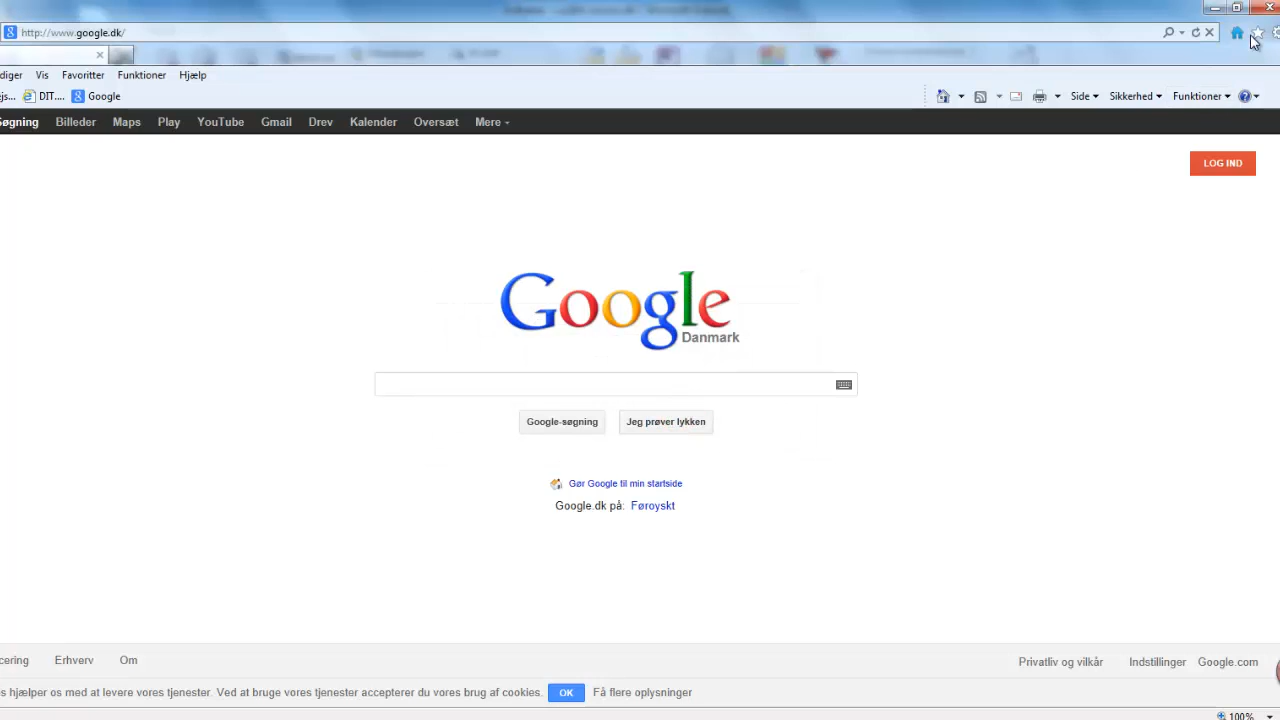 http://www.google.dk/
diger Vis Favoritter Funktioner Hjælp
js... DIT.... Google Side Sikkerhed Funktioner
Søgning Billeder Maps Play YouTube Gmail Drev Kalender Oversæt Mere
LOG IND
Google
Danmark
Google-søgning Jeg prøver lykken
Gør Google til min startside
Google.dk på: Føroyskt
cering Erhverv Om Privatliv og vilkår Indstillinger Google.com
s hjælper os med at levere vores tjenester. Ved at bruge vores tjenester accepterer du vores brug af cookies. OK Få flere oplysninger
100%